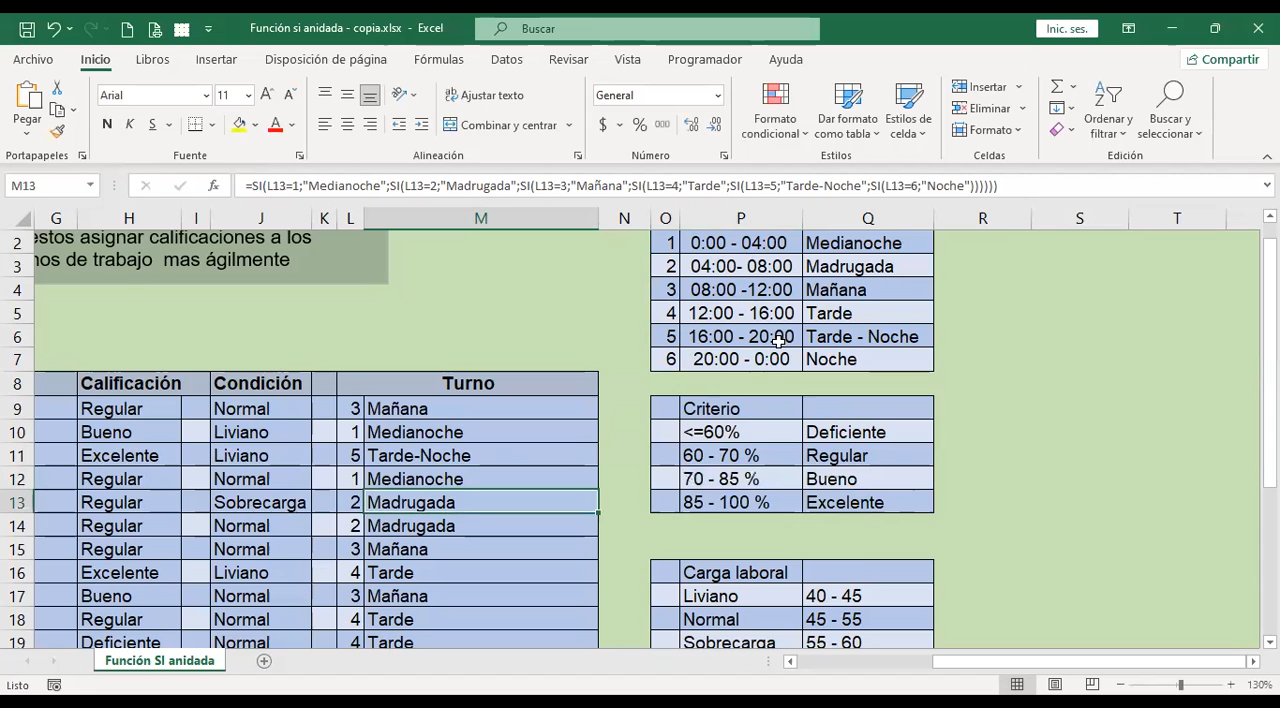 Función si anidada - copia.xlsx - Excel
Buscar
Inic. ses.
Archivo Inicio Libros Insertar Disposición de página Fórmulas Datos Revisar Vista Programador Ayuda Compartir
Pegar
Arial 11
N K S
Ajustar texto
Combinar y centrar
General
$ % 000
Formato condicional
Dar formato como tabla
Estilos de celda
Insertar
Eliminar
Formato
Ordenar y filtrar
Buscar y seleccionar
Portapapeles Fuente Alineación Número Estilos Celdas Edición
M13 fx =SI(L13=1;"Medianoche";SI(L13=2;"Madrugada";SI(L13=3;"Mañana";SI(L13=4;"Tarde";SI(L13=5;"Tarde-Noche";SI(L13=6;"Noche"))))))
G H I J K L M N O P Q R S T
2 estos asignar calificaciones a los 1 0:00 - 04:00 Medianoche
3 nos de trabajo mas ágilmente 2 04:00- 08:00 Madrugada
4 3 08:00 -12:00 Mañana
5 4 12:00 - 16:00 Tarde
6 5 16:00 - 20:00 Tarde - Noche
7 6 20:00 - 0:00 Noche
8 Calificación Condición Turno
9 Regular Normal 3 Mañana Criterio
10 Bueno Liviano 1 Medianoche <=60% Deficiente
11 Excelente Liviano 5 Tarde-Noche 60 - 70 % Regular
12 Regular Normal 1 Medianoche 70 - 85 % Bueno
13 Regular Sobrecarga 2 Madrugada 85 - 100 % Excelente
14 Regular Normal 2 Madrugada
15 Regular Normal 3 Mañana
16 Excelente Liviano 4 Tarde Carga laboral
17 Bueno Normal 3 Mañana Liviano 40 - 45
18 Regular Normal 4 Tarde Normal 45 - 55
19 Deficiente Normal 4 Tarde Sobrecarga 55 - 60
Función SI anidada
Listo 130%